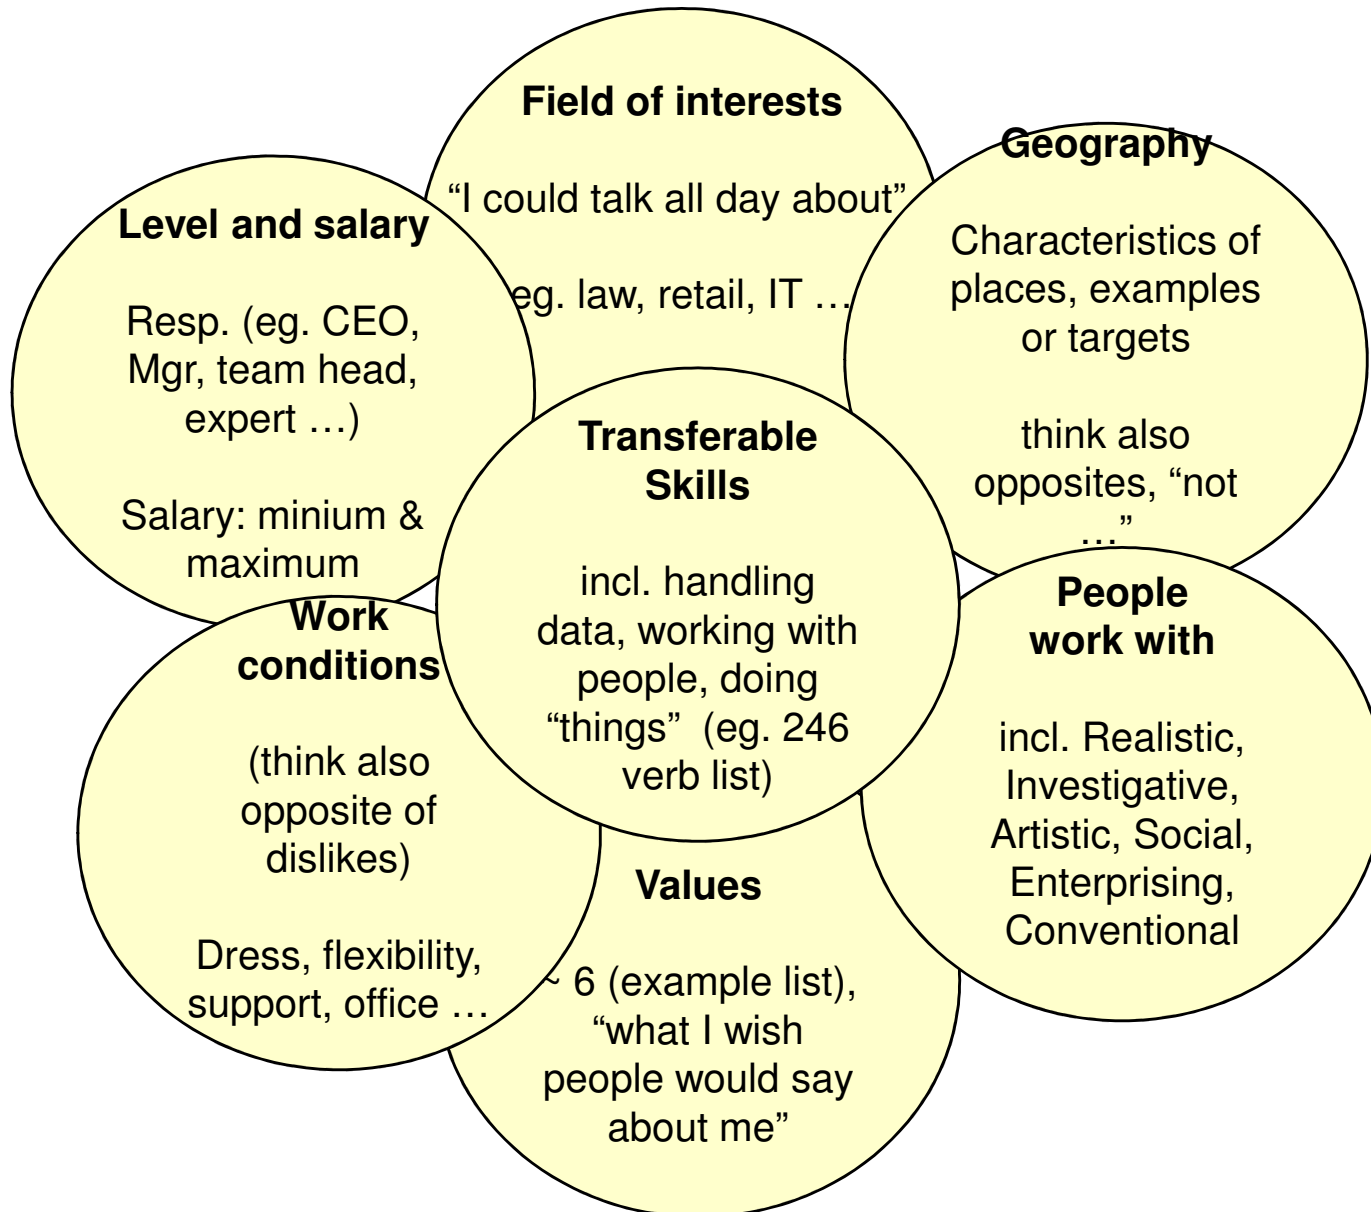 Field of interests
“I could talk all day about”
eg. law, retail, IT …
Geography
Characteristics of
places, examples
or targets
think also
opposites, “not
…”
Level and salary
Resp. (eg. CEO,
Mgr, team head,
expert …)
Salary: minium &
maximum
Transferable
Skills
incl. handling
data, working with
people, doing
“things”  (eg. 246
verb list)
People
work with
incl. Realistic,
Investigative,
Artistic, Social,
Enterprising,
Conventional
Work
conditions
(think also
opposite of
dislikes)
Dress, flexibility,
support, office …
Values
~ 6 (example list),
“what I wish
people would say
about me”